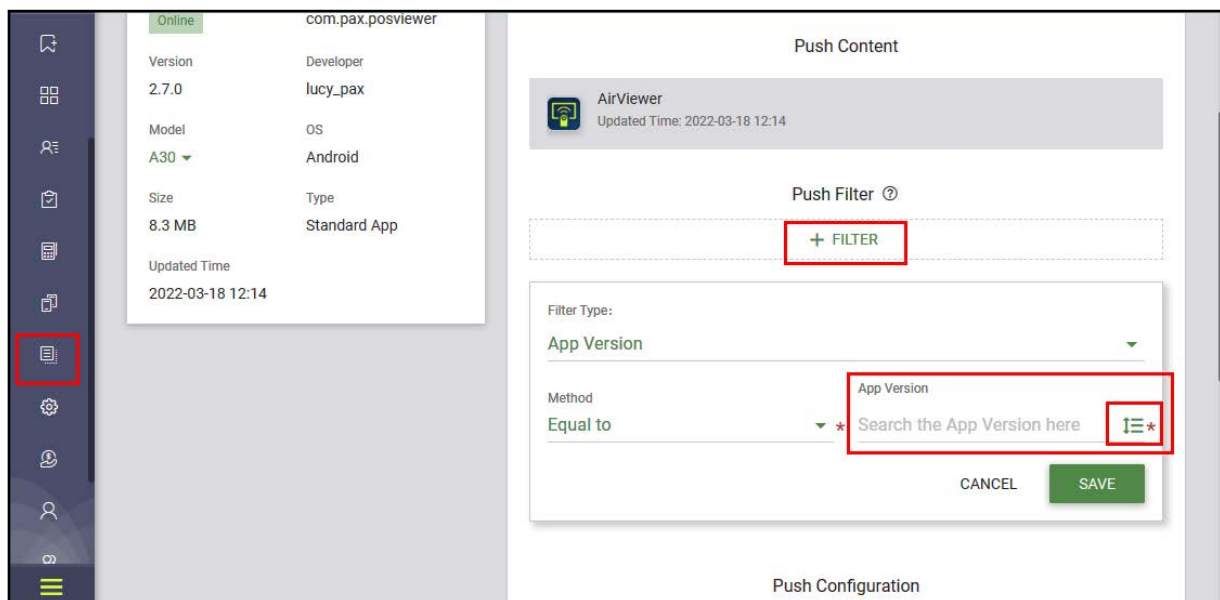 Online
com.pax.posviewer
Version
Developer
2.7.0
lucy_pax
Model
OS
A30
Android
Size
Type
8.3 MB
Standard App
Updated Time
2022-03-18 12:14
Push Content
AirViewer
Updated Time: 2022-03-18 12:14
Push Filter
+ FILTER
Filter Type:
App Version
Method
App Version
Equal to
* Search the App Version here *
CANCEL
SAVE
Push Configuration